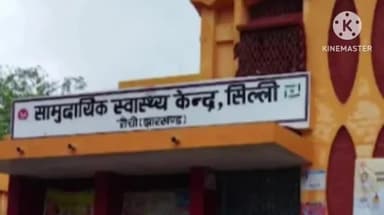 KINEMASTER
सामुदायिक स्वास्थ्य केन्द्र, सिल्ली
राँची (झारखण्ड)